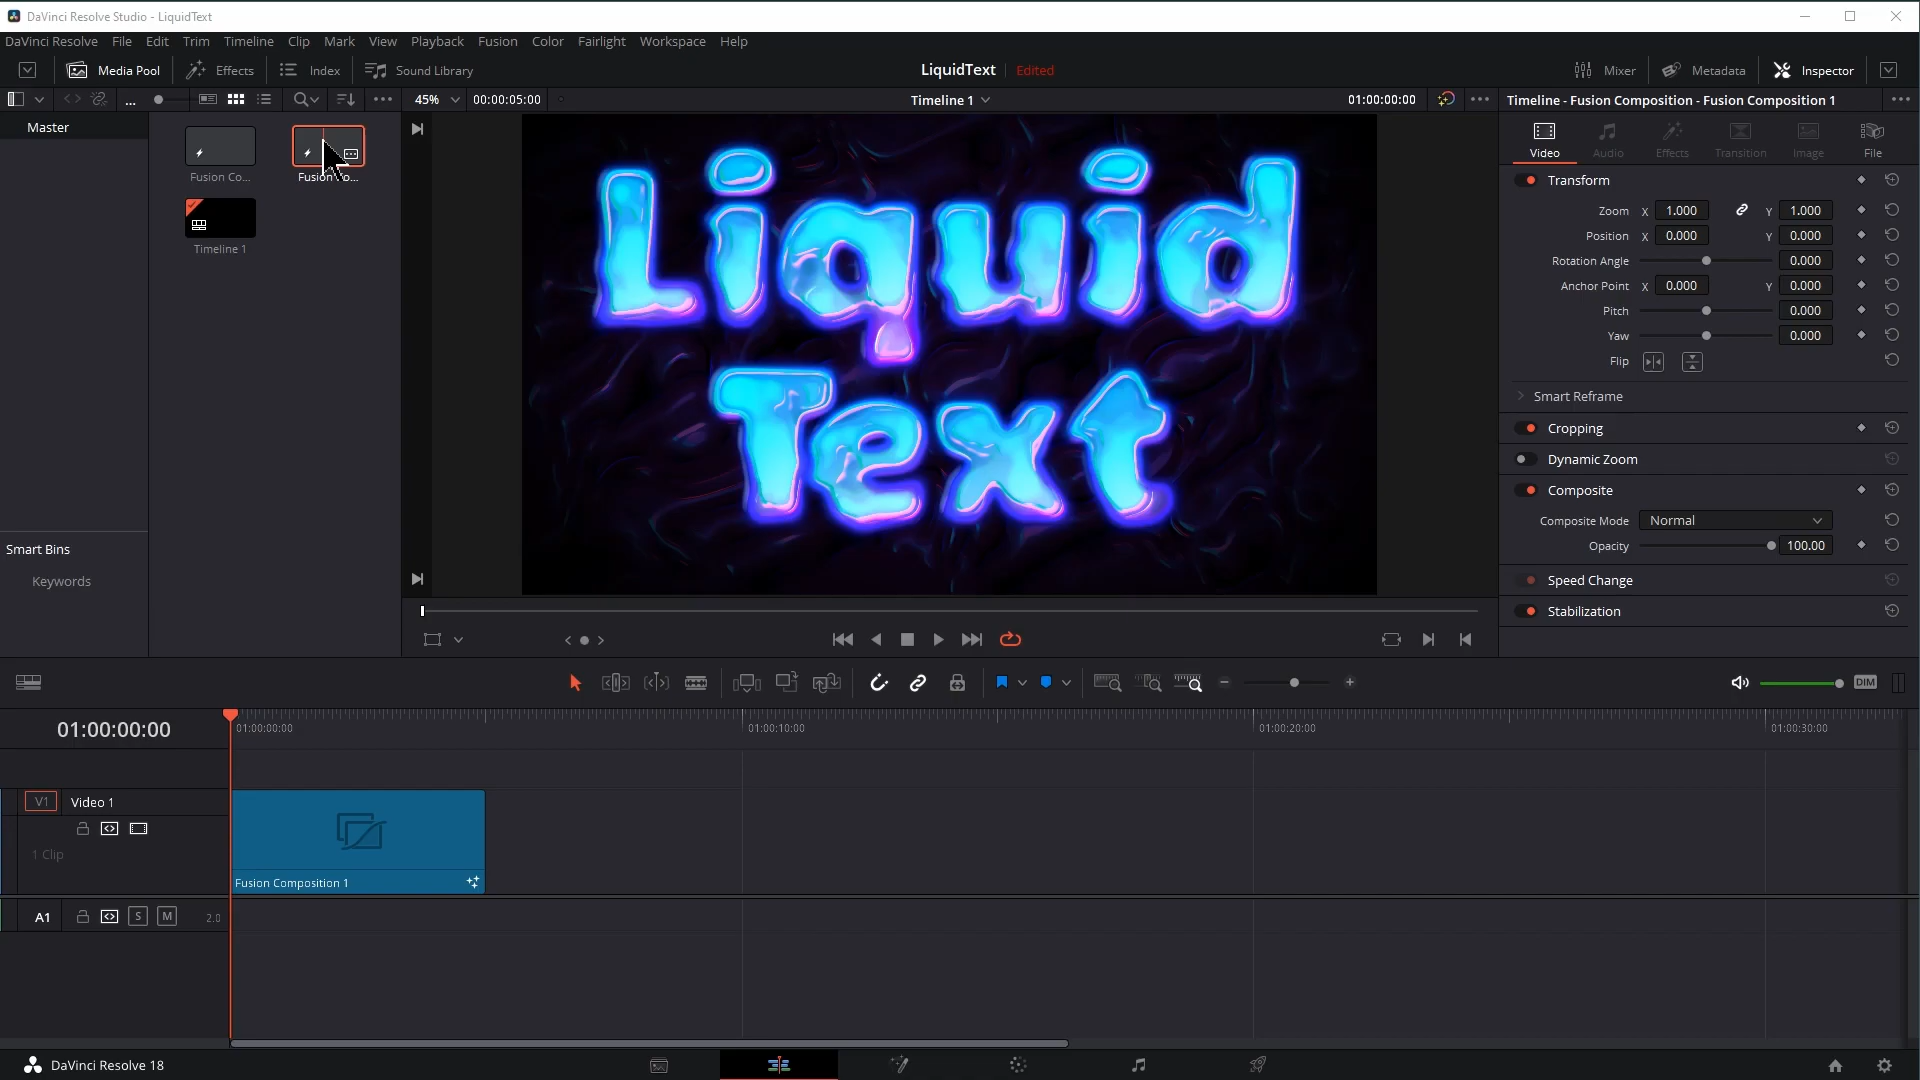 DaVinci Resolve Studio - LiquidText
DaVinci Resolve File Edit Trim Timeline Clip Mark View Playback Fusion Color Fairlight Workspace Help
Media Pool Effects Index Sound Library LiquidText Edited Mixer Metadata Inspector
... 45% 00:00:05:00 Timeline 1 01:00:00:00 Timeline - Fusion Composition - Fusion Composition 1
Master
Fusion Co...
Timeline 1
Smart Bins
Keywords
Liquid
Text
Video Audio Effects Transition Image File
Transform
Zoom X 1.000 Y 1.000
Position X 0.000 Y 0.000
Rotation Angle 0.000
Anchor Point X 0.000 Y 0.000
Pitch 0.000
Yaw 0.000
Flip
Smart Reframe
Cropping
Dynamic Zoom
Composite
Composite Mode Normal
Opacity 100.00
Speed Change
Stabilization
DIM
01:00:00:00 01:00:00:00 01:00:10:00 01:00:20:00 01:00:30:00
V1 Video 1
1 Clip
Fusion Composition 1
A1 S M 2.0
DaVinci Resolve 18